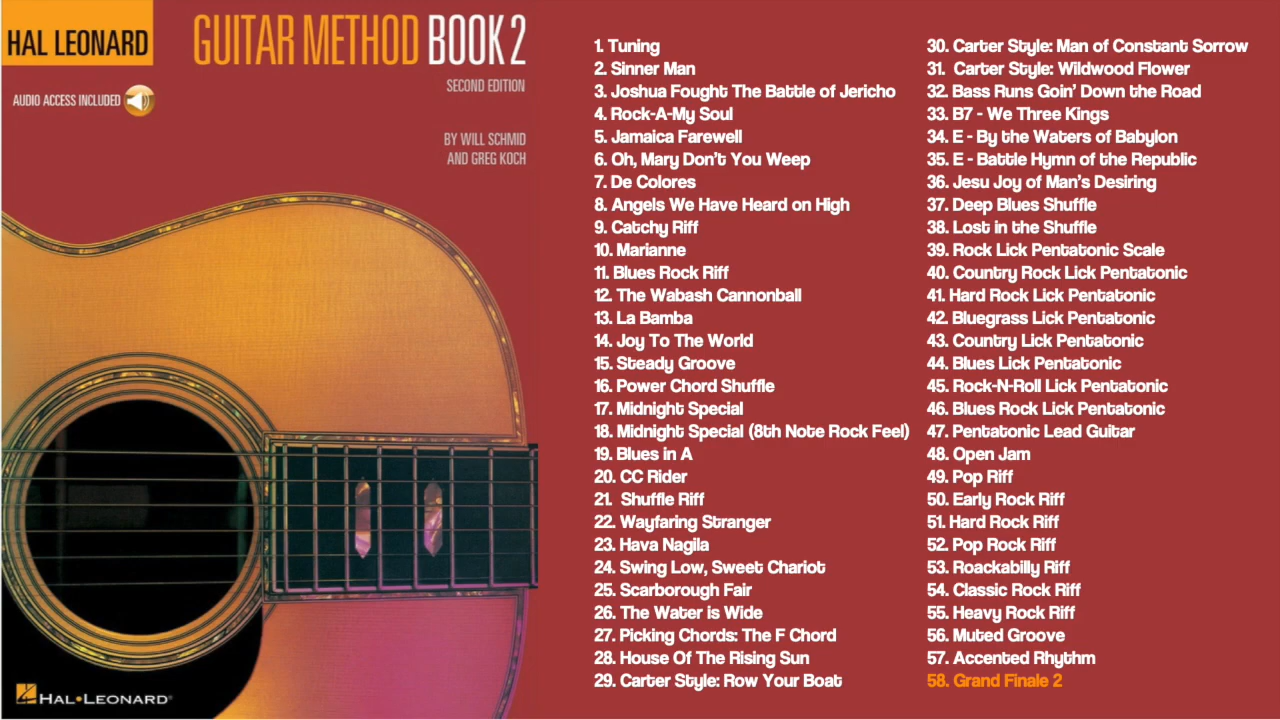 HAL LEONARD
GUITAR METHOD BOOK 2
SECOND EDITION
AUDIO ACCESS INCLUDED
BY WILL SCHMID
AND GREG KOCH
HAL•LEONARD®
1. Tuning
2. Sinner Man
3. Joshua Fought The Battle of Jericho
4. Rock-A-My Soul
5. Jamaica Farewell
6. Oh, Mary Don't You Weep
7. De Colores
8. Angels We Have Heard on High
9. Catchy Riff
10. Marianne
11. Blues Rock Riff
12. The Wabash Cannonball
13. La Bamba
14. Joy To The World
15. Steady Groove
16. Power Chord Shuffle
17. Midnight Special
18. Midnight Special (8th Note Rock Feel)
19. Blues in A
20. CC Rider
21. Shuffle Riff
22. Wayfaring Stranger
23. Hava Nagila
24. Swing Low, Sweet Chariot
25. Scarborough Fair
26. The Water is Wide
27. Picking Chords: The F Chord
28. House Of The Rising Sun
29. Carter Style: Row Your Boat
30. Carter Style: Man of Constant Sorrow
31. Carter Style: Wildwood Flower
32. Bass Runs Goin' Down the Road
33. B7 - We Three Kings
34. E - By the Waters of Babylon
35. E - Battle Hymn of the Republic
36. Jesu Joy of Man's Desiring
37. Deep Blues Shuffle
38. Lost in the Shuffle
39. Rock Lick Pentatonic Scale
40. Country Rock Lick Pentatonic
41. Hard Rock Lick Pentatonic
42. Bluegrass Lick Pentatonic
43. Country Lick Pentatonic
44. Blues Lick Pentatonic
45. Rock-N-Roll Lick Pentatonic
46. Blues Rock Lick Pentatonic
47. Pentatonic Lead Guitar
48. Open Jam
49. Pop Riff
50. Early Rock Riff
51. Hard Rock Riff
52. Pop Rock Riff
53. Roackabilly Riff
54. Classic Rock Riff
55. Heavy Rock Riff
56. Muted Groove
57. Accented Rhythm
58. Grand Finale 2